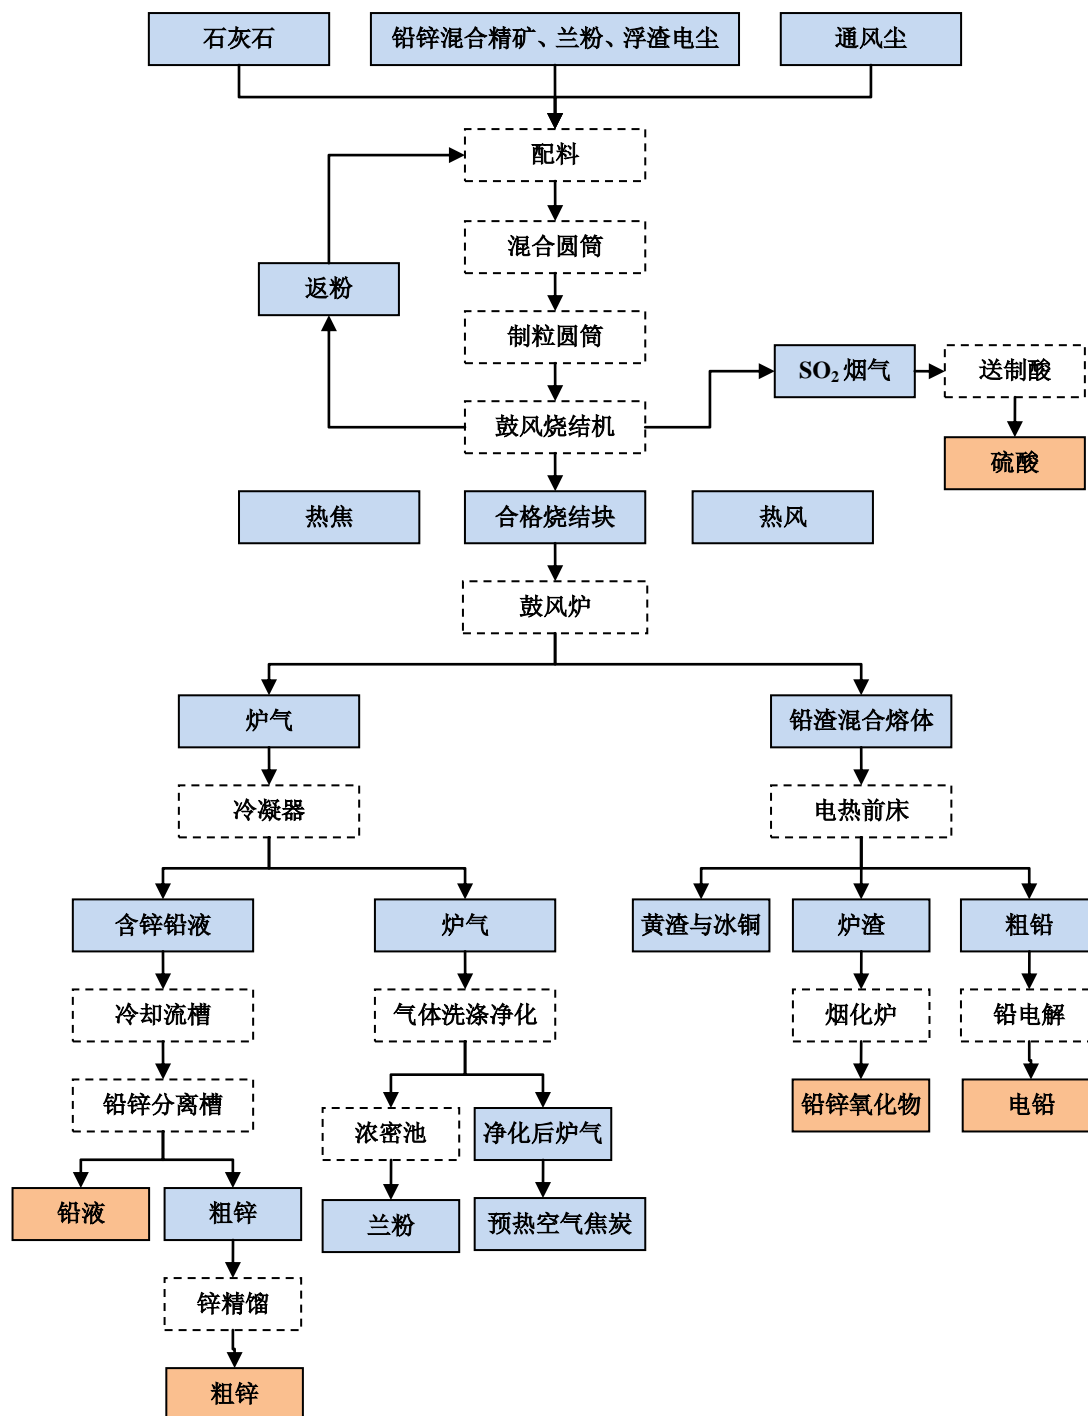 石灰石
铅锌混合精矿、兰粉、浮渣电尘
通风尘
配料
混合圆筒
返粉
制粒圆筒
SO₂烟气
送制酸
鼓风烧结机
硫酸
热焦
合格烧结块
热风
鼓风炉
炉气
铅渣混合熔体
冷凝器
电热前床
含锌铅液
炉气
黄渣与冰铜
炉渣
粗铅
冷却流槽
气体洗涤净化
烟化炉
铅电解
铅锌分离槽
浓密池
净化后炉气
铅锌氧化物
电铅
铅液
粗锌
兰粉
预热空气焦炭
锌精馏
粗锌